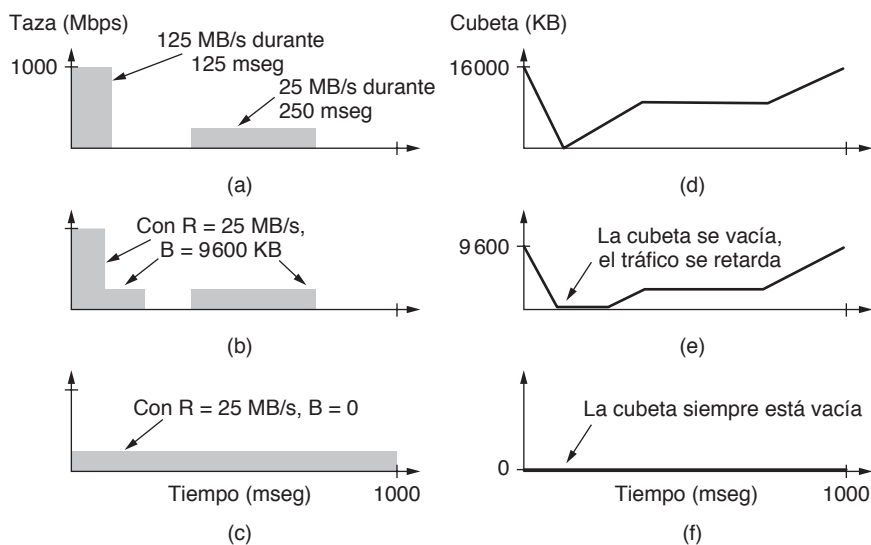 Taza (Mbps)
1000
125 MB/s durante
125 mseg
25 MB/s durante
250 mseg
(a)
Cubeta (KB)
16000
1000
(d)
Con R = 25 MB/s,
B = 9600 KB
(b)
9 600
La cubeta se vacía,
el tráfico se retarda
(e)
Con R = 25 MB/s, B = 0
Tiempo (mseg)
1000
(c)
La cubeta siempre está vacía
0
Tiempo (mseg)
1000
(f)